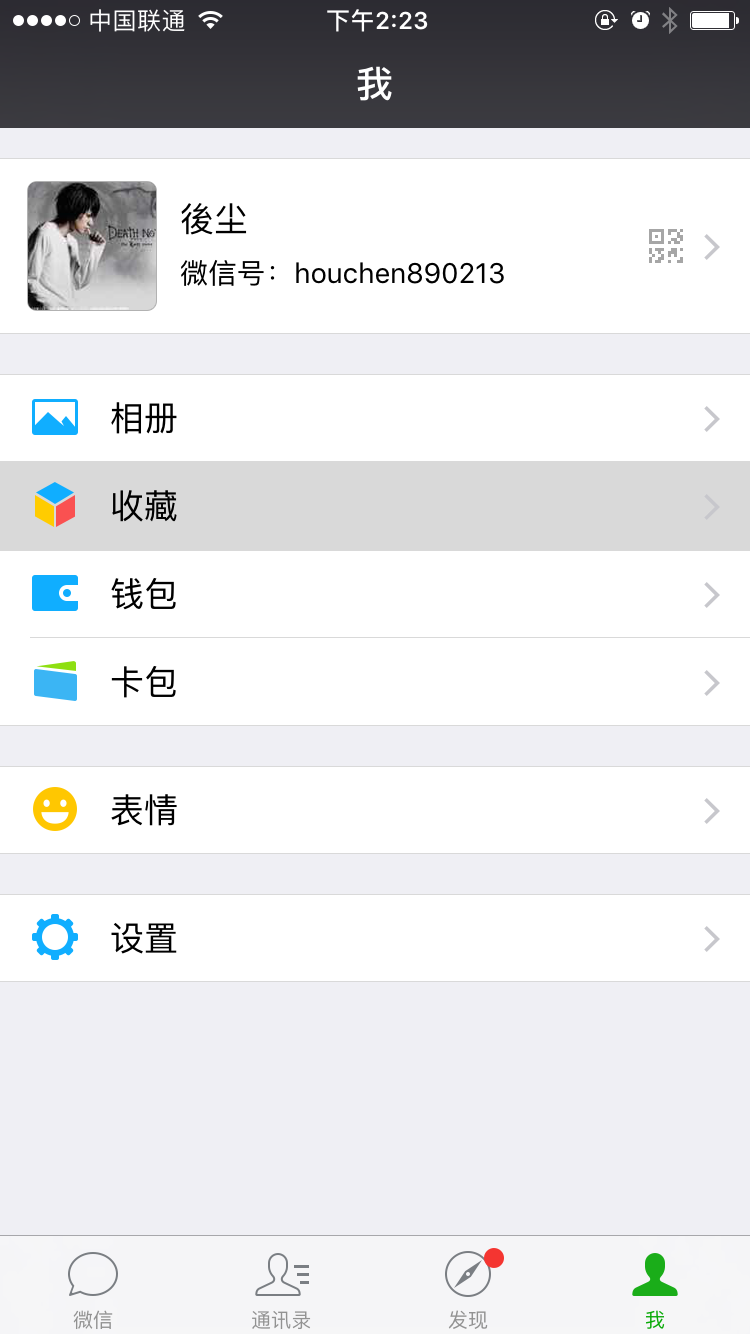 中国联通
下午2:23
我
後尘
微信号：houchen890213
DEATH NO
相册
收藏
钱包
卡包
表情
设置
微信
通讯录
发现
我